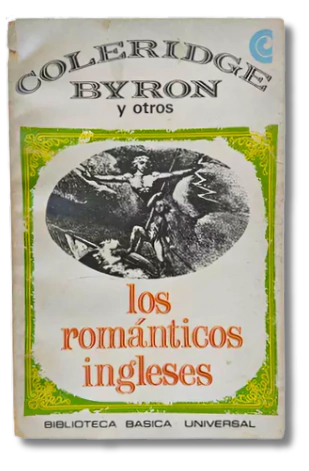 COLERIDGE
BYRON
y otros
los
románticos
ingleses
BIBLIOTECA BASICA UNIVERSAL